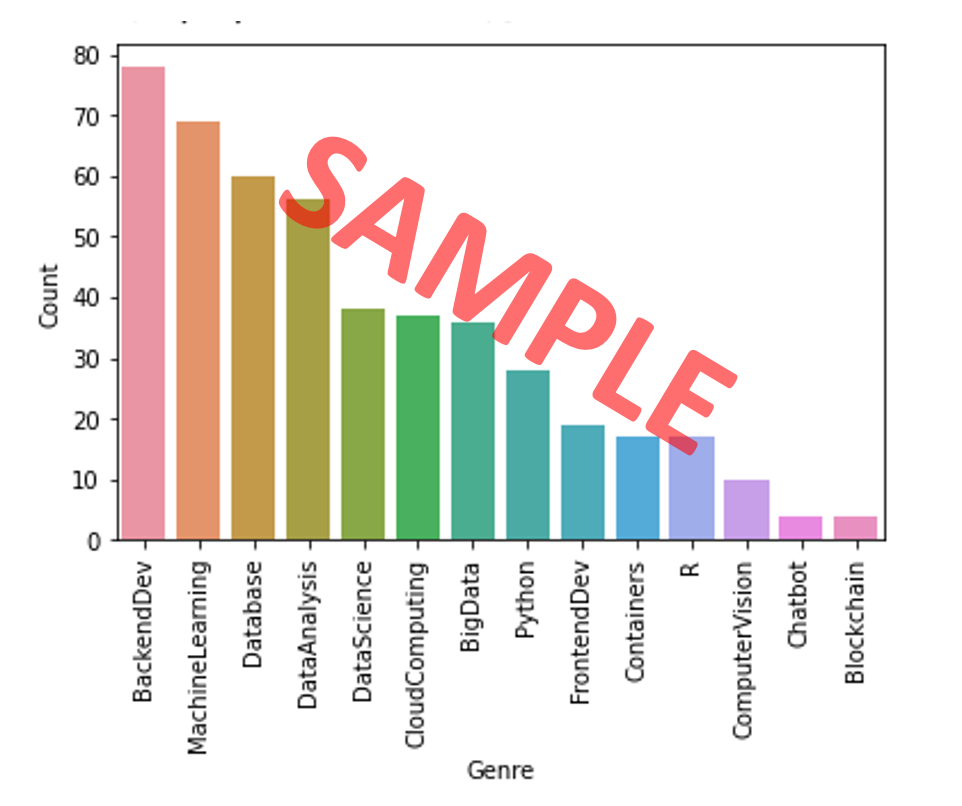 80
70
60
50
40
30
20
10
0
Count
SAMPLE
BackendDev
MachineLearning
Database
DataAnalysis
DataScience
CloudComputing
BigData
Python
FrontendDev
Containers
R
ComputerVision
Chatbot
Blockchain
Genre